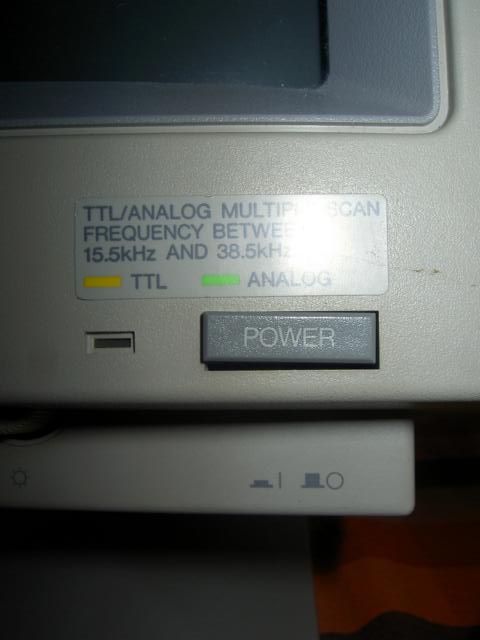 TTL/ANALOG MULTIPLE SCAN
FREQUENCY BETWEEN
15.5kHz AND 38.5kHz
TTL ANALOG
POWER